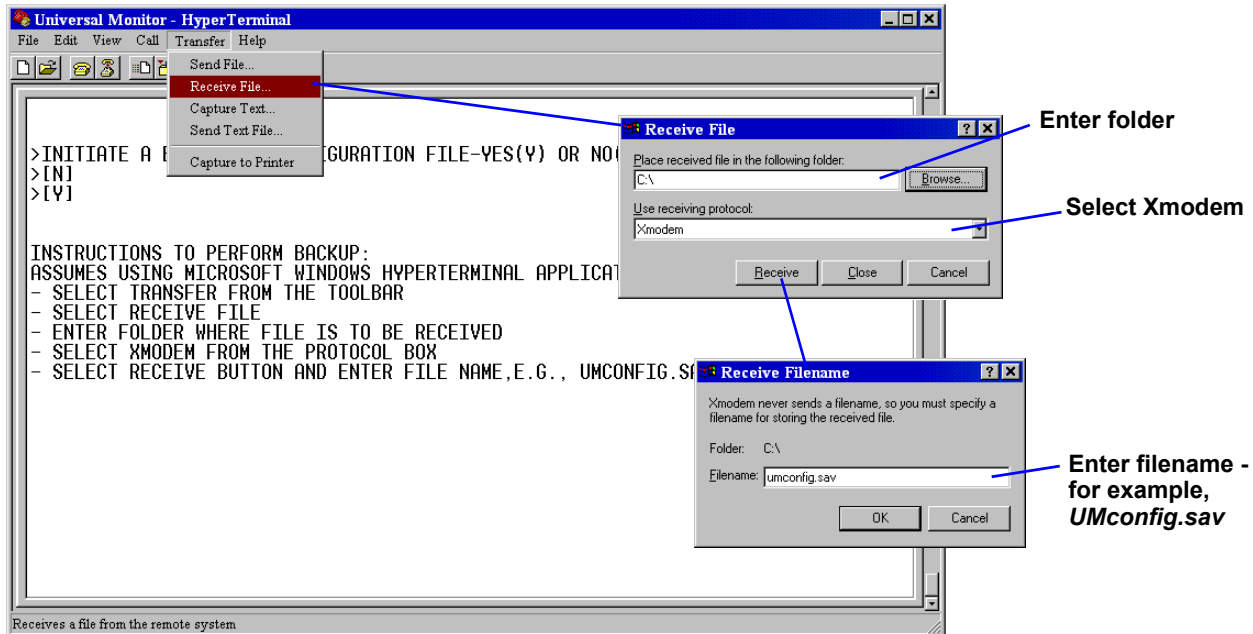 Universal Monitor - HyperTerminal
File Edit View Call Transfer Help
Send File...
Receive File...
Capture Text...
Send Text File...
Capture to Printer
>INITIATE A
GURATION FILE-YES(Y) OR NO(
>[N]
>[Y]
INSTRUCTIONS TO PERFORM BACKUP:
ASSUMES USING MICROSOFT WINDOWS HYPERTERMINAL
- SELECT TRANSFER FROM THE TOOLBAR
- SELECT RECEIVE FILE
- ENTER FOLDER WHERE FILE IS TO BE RECEIVED
- SELECT XMODEM FROM THE PROTOCOL BOX
- SELECT RECEIVE BUTTON AND ENTER FILE NAME,E.G., UMCONFIG.
Receives a file from the remote system
Receive File
Place received file in the following folder:
C:\
Browse...
Use receiving protocol:
Xmodem
Receive Close Cancel
Enter folder
Select Xmodem
Receive Filename
Xmodem never sends a filename, so you must specify a
filename for storing the received file.
Folder: C:\
Filename: umconfig.sav
OK Cancel
Enter filename -
for example,
UMconfig.sav